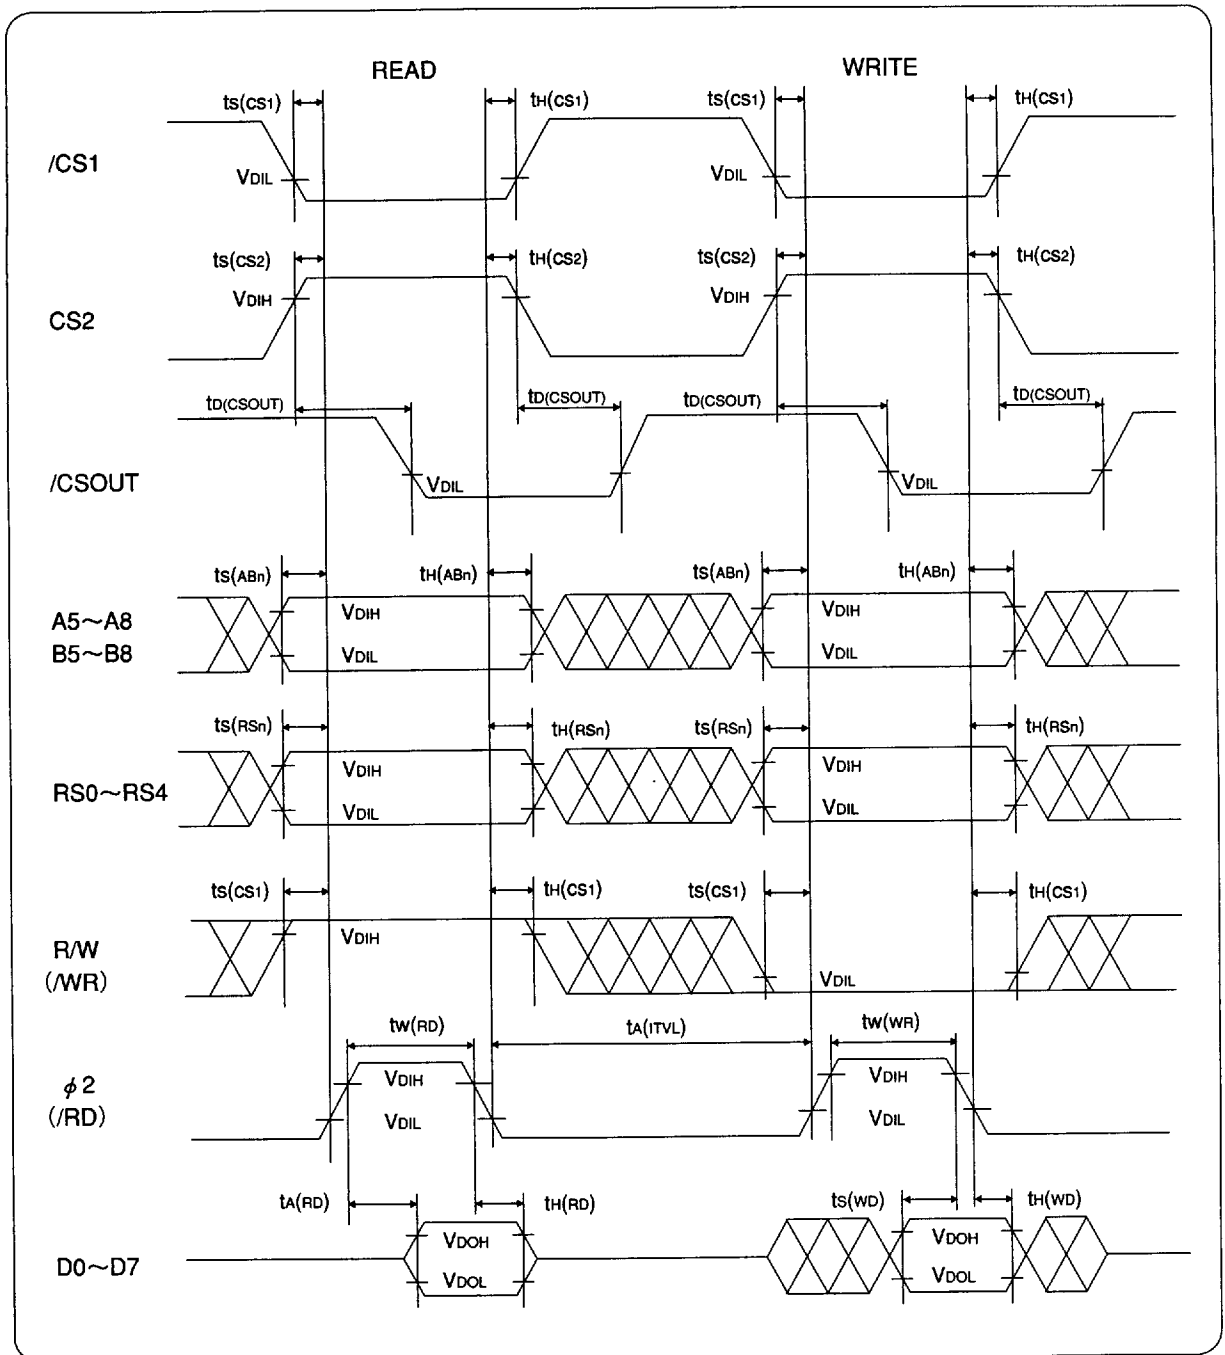 READ WRITE
tS(CS1) tH(CS1) tS(CS1) tH(CS1)
/CS1
VDIL VDIL
tS(CS2) tH(CS2) tS(CS2) tH(CS2)
VDIH VDIH
CS2
tD(CSOUT) tD(CSOUT) tD(CSOUT) tD(CSOUT)
/CSOUT VDIL VDIL
tS(ABn) tH(ABn) tS(ABn) tH(ABn)
A5～A8 VDIH VDIH
B5～B8 VDIL VDIL
tS(RSn) tH(RSn) tS(RSn) tH(RSn)
VDIH VDIH
RS0～RS4
VDIL VDIL
tS(CS1) tH(CS1) tS(CS1) tH(CS1)
R/W VDIH
(/WR) VDIL
tW(RD) tA(ITVL) tW(WR)
φ2 VDIH VDIH
(/RD) VDIL VDIL
tA(RD) tH(RD) tS(WD) tH(WD)
VDOH VDOH
D0～D7
VDOL VDOL